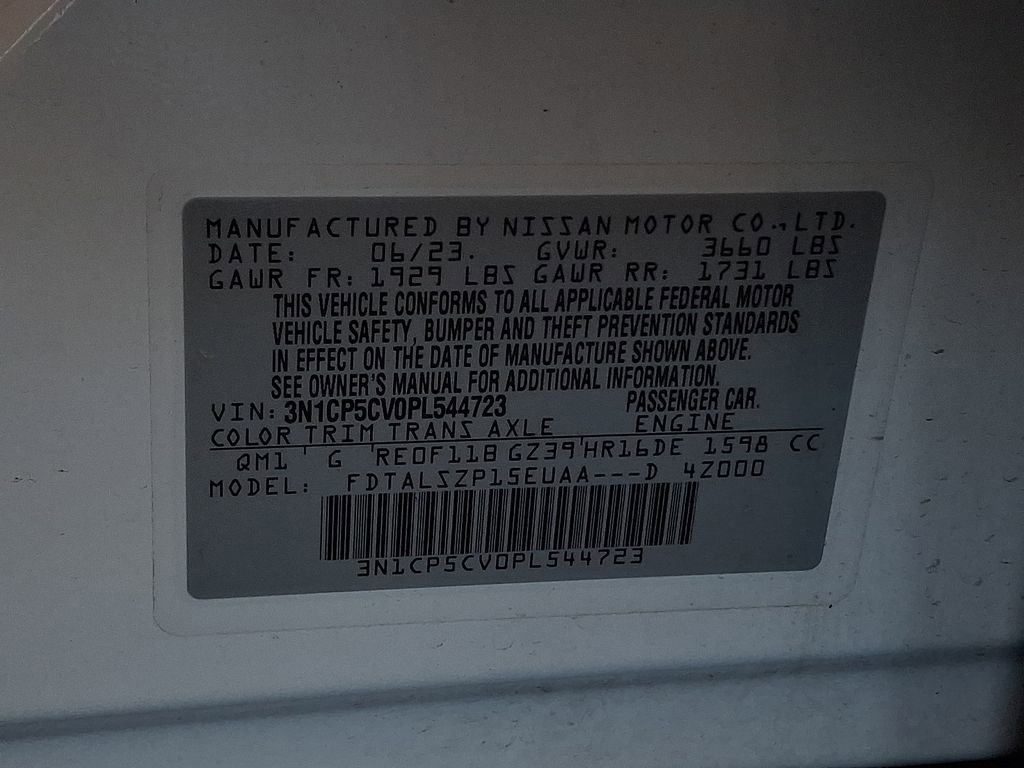 MANUFACTURED BY NISSAN MOTOR CO., LTD.
DATE: 06/23. GVWR: 3660 LBS
GAWR FR: 1929 LBS GAWR RR: 1731 LBS
THIS VEHICLE CONFORMS TO ALL APPLICABLE FEDERAL MOTOR
VEHICLE SAFETY, BUMPER AND THEFT PREVENTION STANDARDS
IN EFFECT ON THE DATE OF MANUFACTURE SHOWN ABOVE.
SEE OWNER'S MANUAL FOR ADDITIONAL INFORMATION.
VIN: 3N1CP5CV0PL544723 PASSENGER CAR.
COLOR TRIM TRANS AXLE ENGINE
QM1 G RE0F11B GZ39 HR16DE 1598 CC
MODEL: FDTALSZP15EUAA---D 4Z000
3N1CP5CV0PL544723